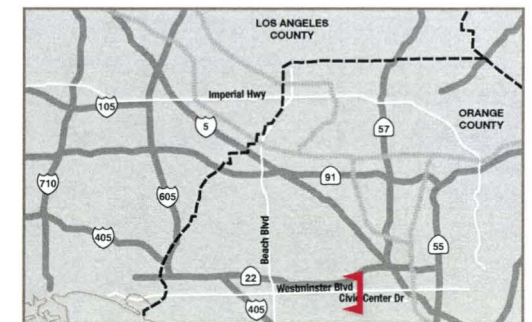 LOS ANGELES
COUNTY
Imperial Hwy
105
5
57
ORANGE
COUNTY
710
605
91
405
Beach Blvd
55
22
Westminster Blvd
Civic Center Dr
405